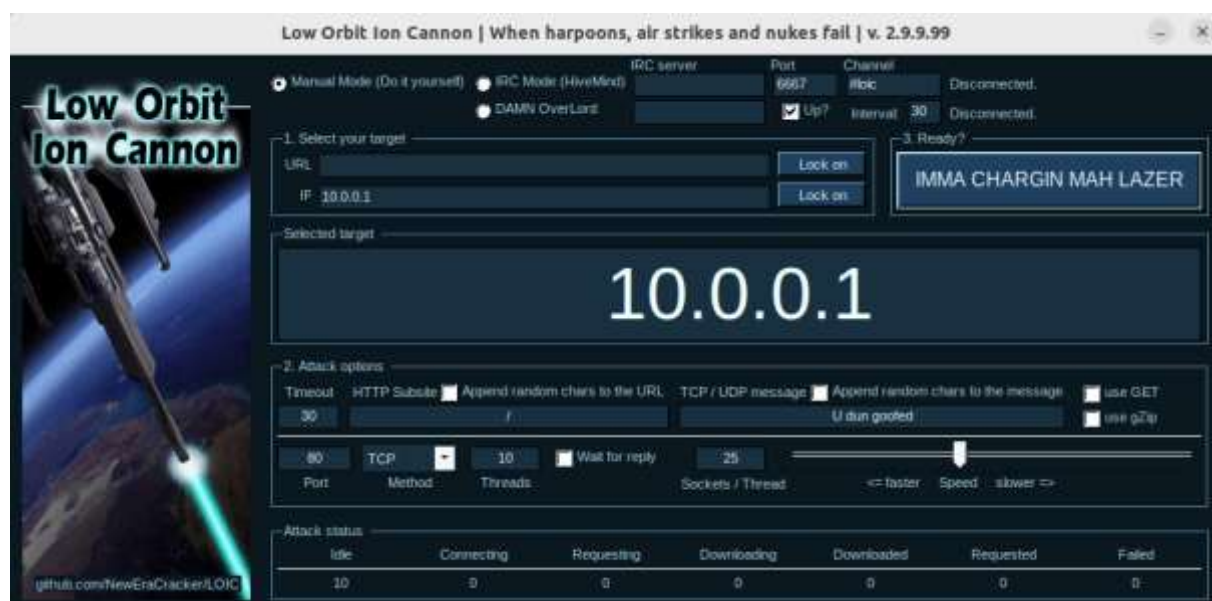 Low Orbit Ion Cannon | When harpoons, air strikes and nukes fail | v. 2.9.9.99
Low Orbit
Ion Cannon
IRC server Port Channel
Manual Mode (Do it yourself) IRC Mode (HiveMind) 6667 #loic Disconnected.
DAMN OverLord Up? Interval 30 Disconnected.
1. Select your target 3. Ready?
URL Lock on
IMMA CHARGIN MAH LAZER
IP 10.0.0.1 Lock on
Selected target
10.0.0.1
2. Attack options
Timeout HTTP Subsite Append random chars to the URL TCP / UDP message Append random chars to the message use GET
30 / U dun goofed use gZip
80 TCP 10 Wait for reply 25
Port Method Threads Sockets / Thread <= faster Speed slower =>
Attack status
Idle Connecting Requesting Downloading Downloaded Requested Failed
10 0 0 0 0 0 0
github.com/NewEraCracker/LOIC